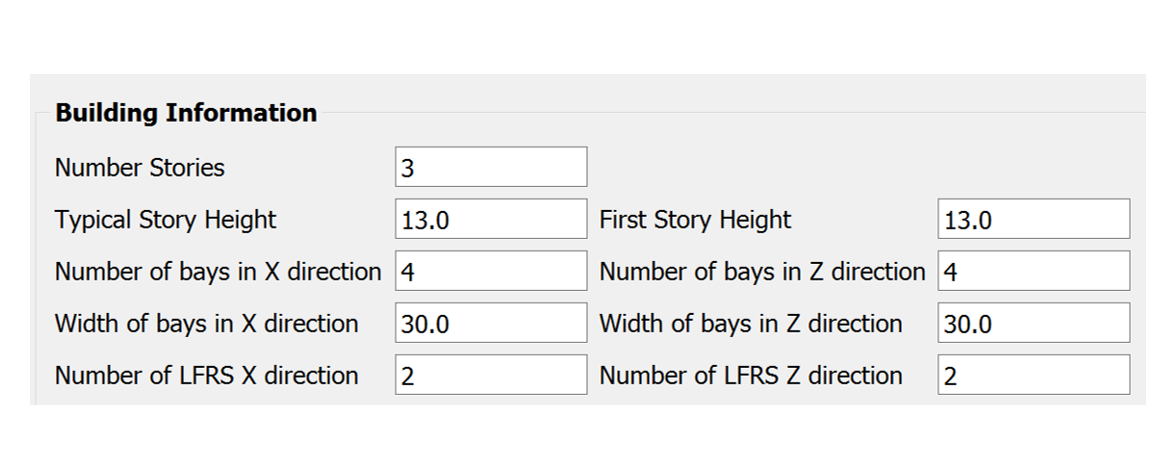 Building Information
Number Stories 3
Typical Story Height 13.0 First Story Height 13.0
Number of bays in X direction 4 Number of bays in Z direction 4
Width of bays in X direction 30.0 Width of bays in Z direction 30.0
Number of LFRS X direction 2 Number of LFRS Z direction 2